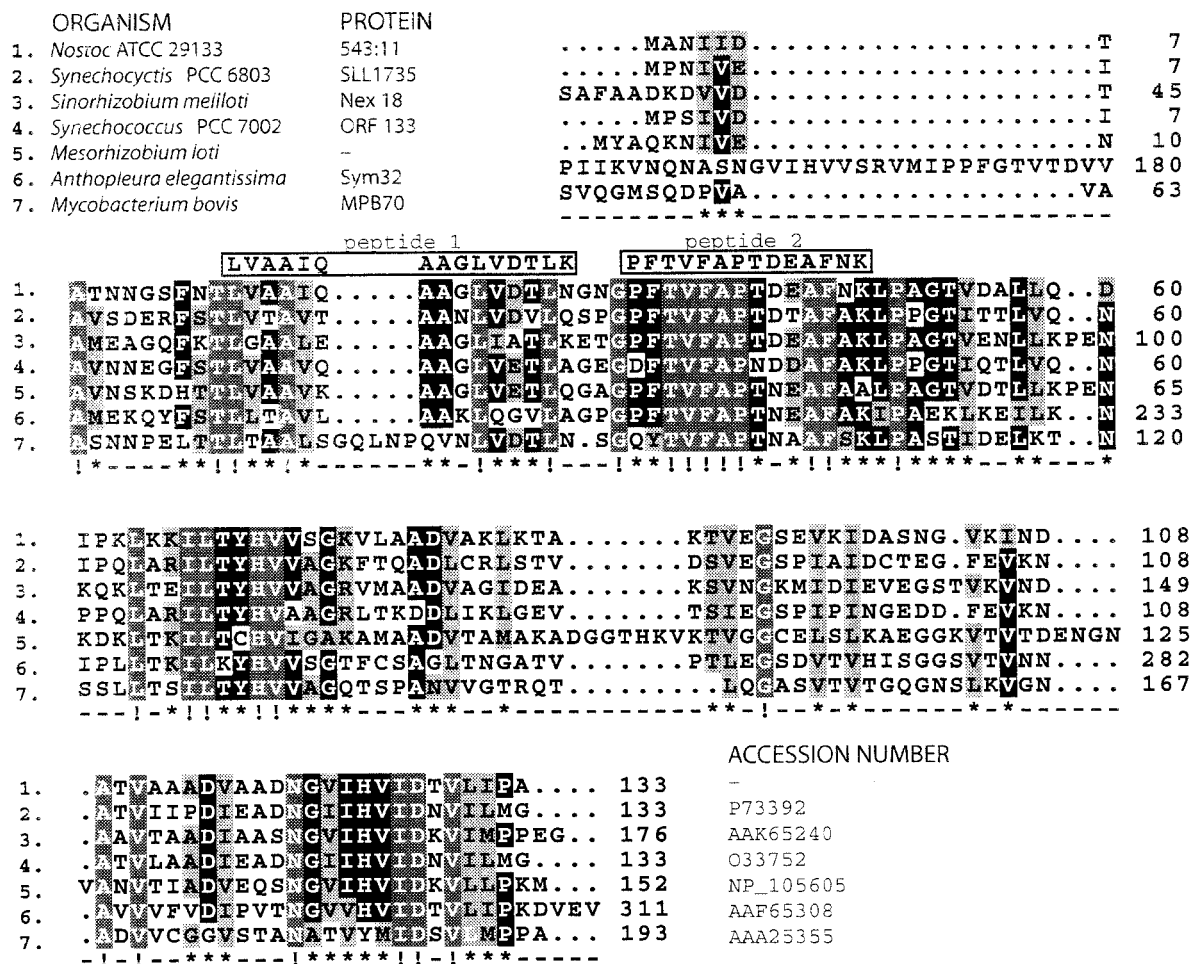 ORGANISM PROTEIN
1. Nostoc ATCC 29133 543:11 .....MANIID....................T 7
2. Synechocyctis PCC 6803 SLL1735 .....MPNIVE....................I 7
3. Sinorhizobium meliloti Nex 18 SAFAADKDVVD....................T 45
4. Synechococcus PCC 7002 ORF 133 .....MPSIVD....................I 7
5. Mesorhizobium loti – ..MYAQKNIVE....................N 10
6. Anthopleura elegantissima Sym32 PIIKVNQNASNGVIHVVSRVMIPPFGTVTDVV 180
7. Mycobacterium bovis MPB70 SVQGMSQDPVA...................VA 63
--------***---------------------
peptide 1 peptide 2
LVAAIQ AAGLVDTLK PFTVFAPTDEAFNK
1. ATNNGSFNTLVAAIQ.....AAGLVDTLNGNGPFTVFAPTDEAFNKLPAGTVDALLQ..D 60
2. AVSDERFSTLVTAVT.....AANLVDVLQSPGPFTVFAPTDTAFAKLPPGTITTLVQ..N 60
3. AMEAGQFKTLGAALE.....AAGLIATLKETGPFTVFAPTDEAFAKLPAGTVENLLKPEN 100
4. AVNNEGFSTLVAAVQ.....AAGLVETLAGEGDFTVFAPNDDAFAKLPPGTIQTLVQ..N 60
5. AVNSKDHTTLVAAVK.....AAGLVETLQGAGPFTVFAPTNEAFAALPAGTVDTLLKPEN 65
6. AMEKQYFSTLLTAVL.....AAKLQGVLAGPGPFTVFAPTNEAFAKIPAEKLKEILK..N 233
7. ASNNPELTTLTAALSGQLNPQVNLVDTLN.SGQYTVFAPTNAAFSKLPASTIDELKT..N 120
!*----**!!**!*-----**-!***!---!**!!!!!*-*!!***!****--**----*
1. IPKLKKILTYHVVSGKVLAADVAKLKTA.......KTVEGSEVKIDASNG.VKIND.... 108
2. IPQLARILTYHVVAGKFTQADLCRLSTV.......DSVEGSPIAIDCTEG.FEVKN.... 108
3. KQKLTEILTYHVVAGRVMAADVAGIDEA.......KSVNGKMIDIEVEGSTVKVND.... 149
4. PPQLARILTYHVAAGRLTKDDLIKLGEV.......TSIEGSPIPINGEDD.FEVKN.... 108
5. KDKLTKILTCHVIGAKAMAADVTAMAKADGGTHKVKTVGGCELSLKAEGGKVTVTDENGN 125
6. IPLLTKILKYHVVSGTFCSAGLTNGATV.......PTLEGSDVTVHISGGSVTVNN.... 282
7. SSLLTSILTYHVVAGQTSPANVVGTRQT.........LQGASVTVTGQGNSLKVGN.... 167
---!-*!!**!!****---***--*-----------**-!--*-*------*-*------
ACCESSION NUMBER
1. .ATVAAADVAADNGVIHVIDTVLIPA.... 133 –
2. .ATVIIPDIEADNGIIHVIDNVILMG.... 133 P73392
3. .AAVTAADIAASNGVIHVIDKVIMPPEG.. 176 AAK65240
4. .ATVLAADIEADNGIIHVIDNVILMG.... 133 O33752
5. VANVTIADVEQSNGVIHVIDKVLLPKM... 152 NP_105605
6. .AVVVFVDIPVTNGVVHVIDTVLIPKDVEV 311 AAF65308
7. .ADVVCGGVSTANATVYMIDSVLMPPA... 193 AAA25355
-!-!--***---!*****!!-!***-----